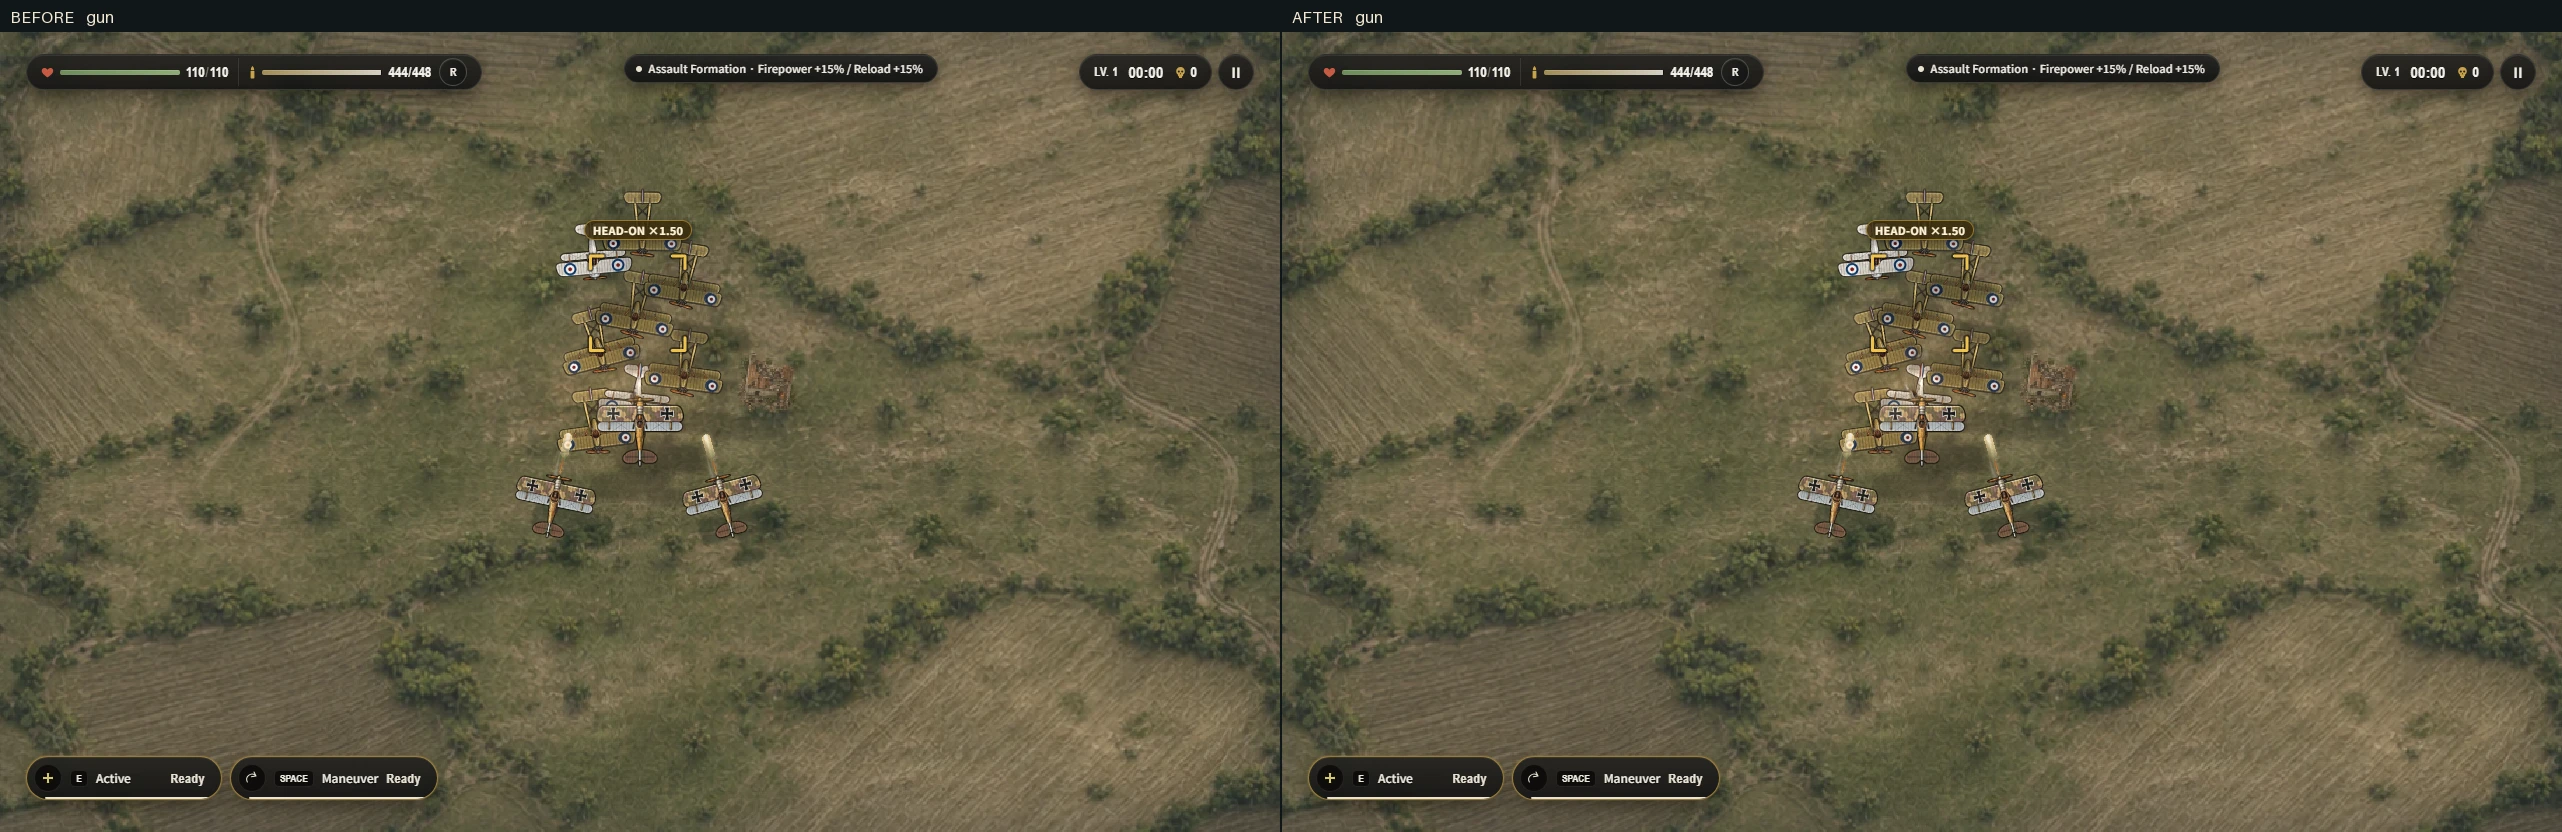 BEFORE gun
AFTER gun
110/110
444/448
R
Assault Formation · Firepower +15% / Reload +15%
LV. 1 00:00 0
110/110
444/448
R
Assault Formation · Firepower +15% / Reload +15%
LV. 1 00:00 0
HEAD-ON ×1.50
HEAD-ON ×1.50
E Active Ready
SPACE Maneuver Ready
E Active Ready
SPACE Maneuver Ready